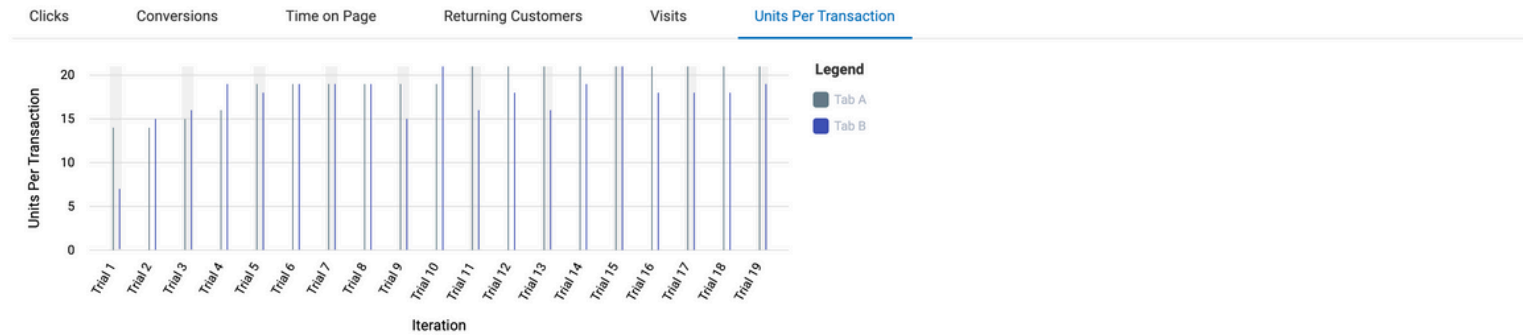 Clicks Conversions Time on Page Returning Customers Visits Units Per Transaction
Units Per Transaction
20
15
10
5
0
Trial 1 Trial 2 Trial 3 Trial 4 Trial 5 Trial 6 Trial 7 Trial 8 Trial 9 Trial 10 Trial 11 Trial 12 Trial 13 Trial 14 Trial 15 Trial 16 Trial 17 Trial 18 Trial 19
Iteration
Legend
Tab A
Tab B